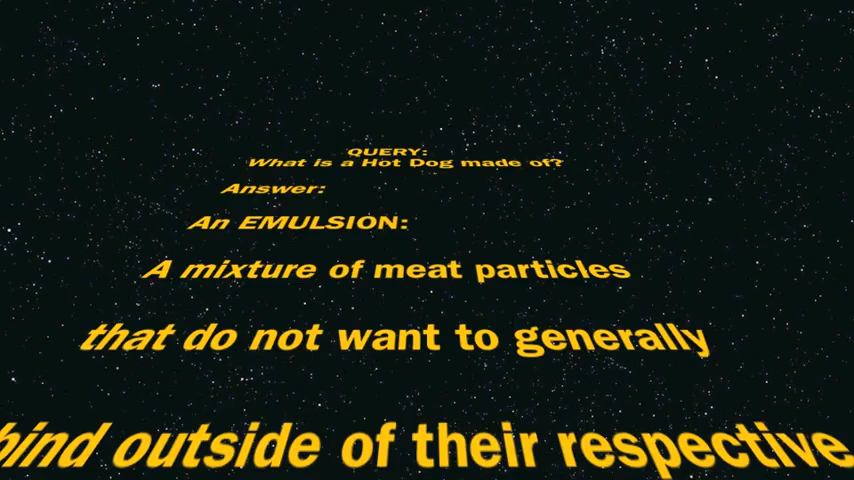 QUERY:
What is a Hot Dog made of?
Answer:
An EMULSION:
A mixture of meat particles
that do not want to generally
bind outside of their respective